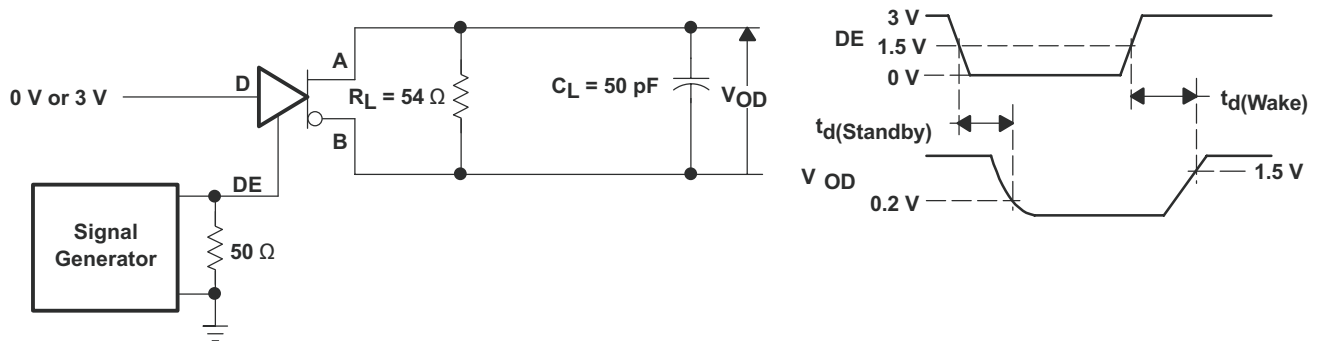 0 V or 3 V
D
A
B
DE
R_L = 54 Ω
C_L = 50 pF
V_OD
Signal
Generator
50 Ω
3 V
DE
1.5 V
0 V
t_d(Standby)
t_d(Wake)
V OD
0.2 V
1.5 V